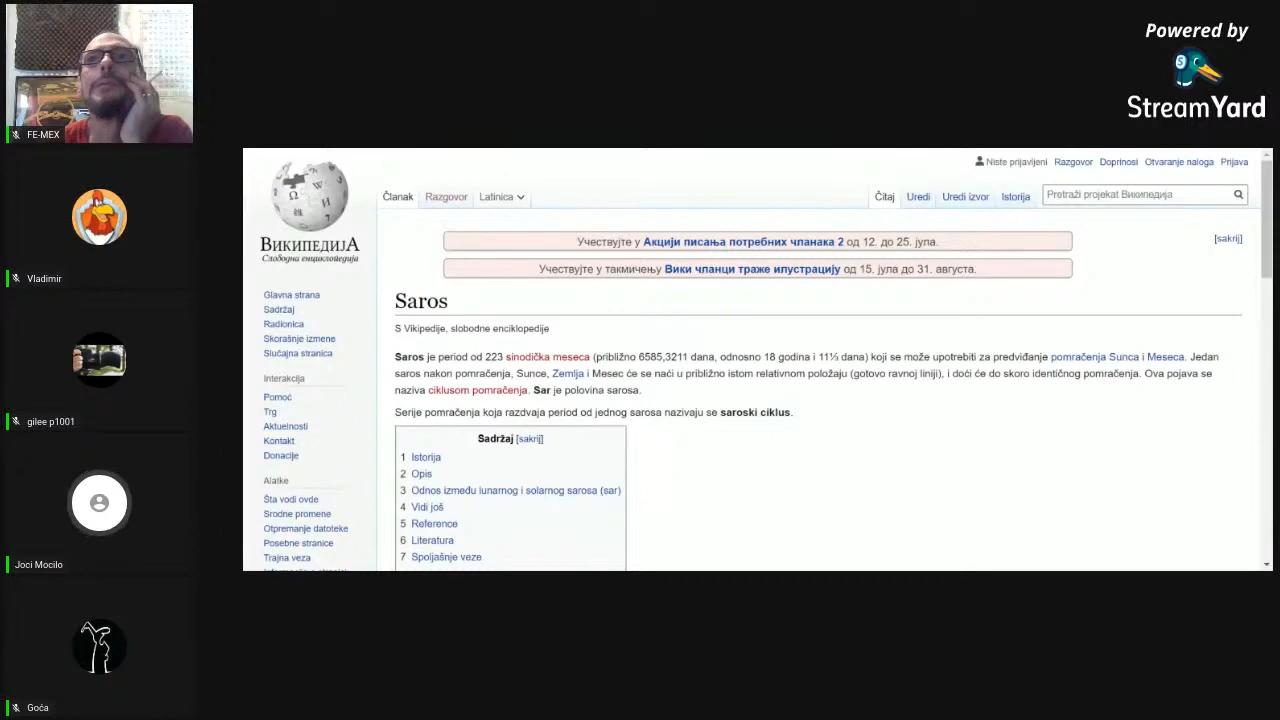 Powered by
StreamYard
FE-MEX
Vladimir
gilee p1001
Joci Mocilo
Goća
ВикипедијА
Слободна енциклопедија
Niste prijavljeni Razgovor Doprinosi Otvaranje naloga Prijava
Članak Razgovor Latinica Čitaj Uredi Uredi izvor Istorija Pretraži projekat Википедија
Учествујте у Акцији писања потребних чланака 2 од 12. до 25. јула.
[sakrij]
Учествујте у такмичењу Вики чланци траже илустрацију од 15. јула до 31. августа.
Glavna strana
Sadržaj
Radionica
Skorašnje izmene
Slučajna stranica
Interakcija
Pomoć
Trg
Aktuelnosti
Kontakt
Donacije
Alatke
Šta vodi ovde
Srodne promene
Otpremanje datoteke
Posebne stranice
Trajna veza
Saros
S Vikipedije, slobodne enciklopedije
Saros je period od 223 sinodička meseca (približno 6585,3211 dana, odnosno 18 godina i 11⅓ dana) koji se može upotrebiti za predviđanje pomračenja Sunca i Meseca. Jedan
saros nakon pomračenja, Sunce, Zemlja i Mesec će se naći u približno istom relativnom položaju (gotovo ravnoj liniji), i doći će do skoro identičnog pomračenja. Ova pojava se
naziva ciklusom pomračenja. Sar je polovina sarosa.
Serije pomračenja koja razdvaja period od jednog sarosa nazivaju se saroski ciklus.
Sadržaj [sakrij]
1 Istorija
2 Opis
3 Odnos između lunarnog i solarnog sarosa (sar)
4 Vidi još
5 Reference
6 Literatura
7 Spoljašnje veze